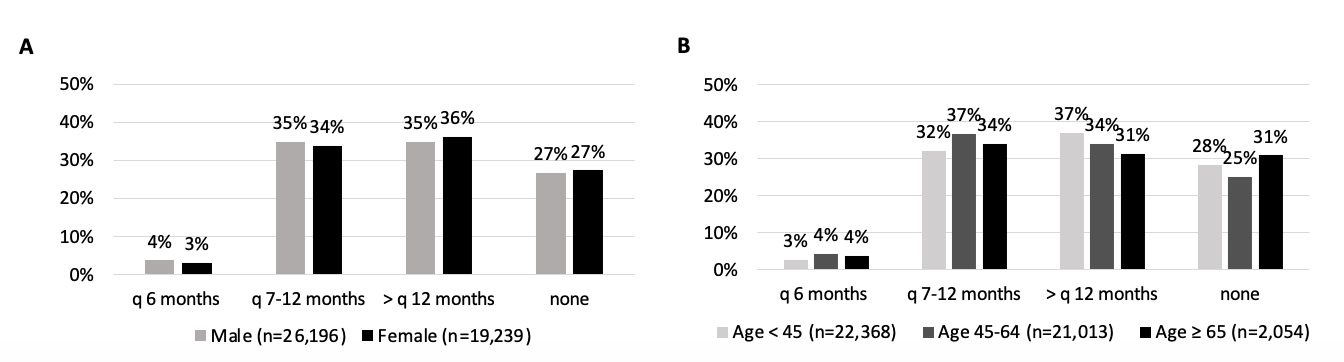 A
50%
40%
30%
20%
10%
0%
4% 3%
35% 34%
35% 36%
27% 27%
q 6 months q 7-12 months > q 12 months none
Male (n=26,196) Female (n=19,239)
B
50%
40%
30%
20%
10%
0%
3% 4% 4%
32% 37% 34%
37% 34% 31%
28% 25% 31%
q 6 months q 7-12 months > q 12 months none
Age < 45 (n=22,368) Age 45-64 (n=21,013) Age ≥ 65 (n=2,054)